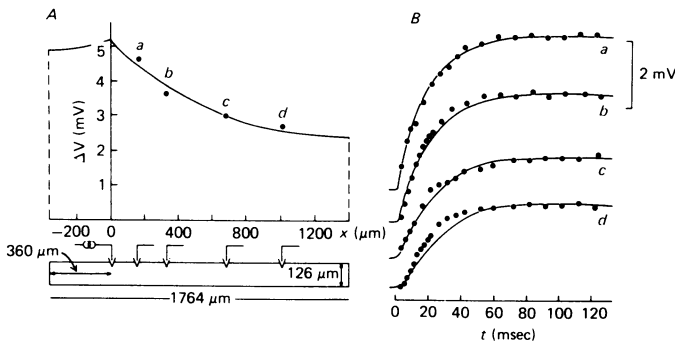 A
B
ΔV (mV)
5
4
3
2
1
a
b
c
d
−200
0
400
800
1200
x (μm)
360 μm
126 μm
1764 μm
a
b
c
d
2 mV
0
20
40
60
80
100
120
t (msec)